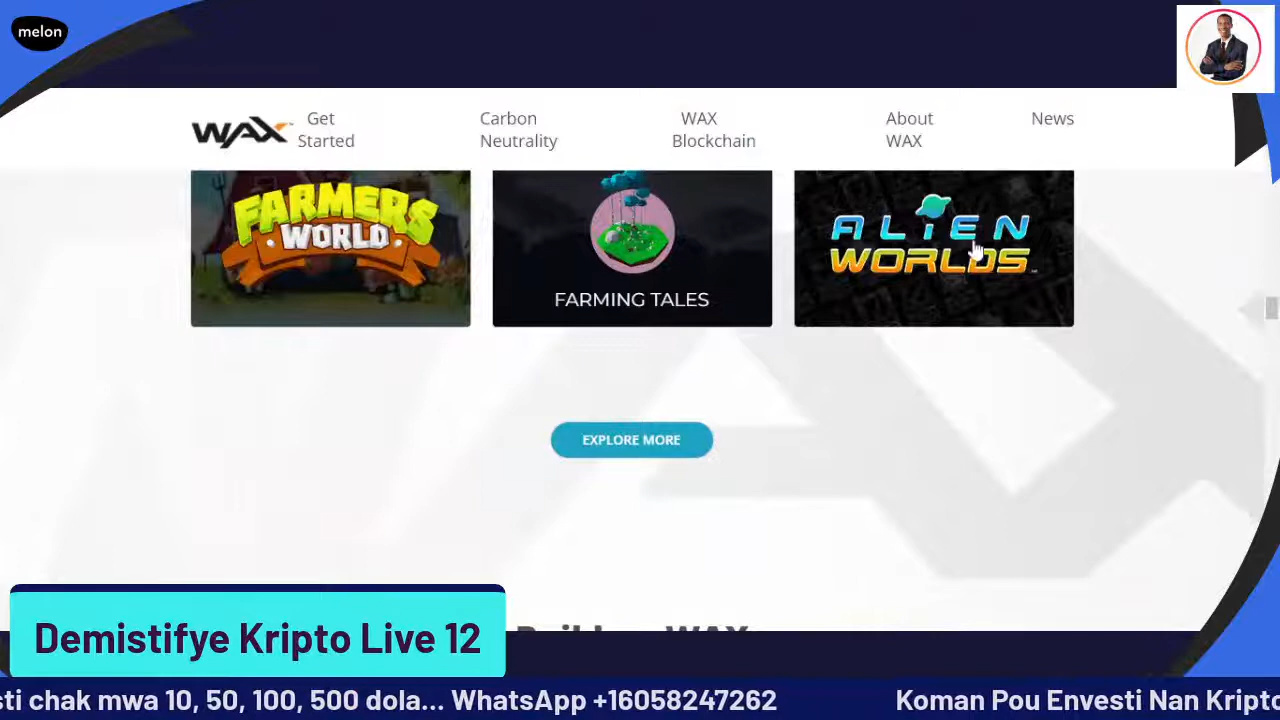 melon
WAX
Get Started
Carbon Neutrality
WAX Blockchain
About WAX
News
FARMERS
WORLD
FARMING TALES
ALIEN
WORLDS
EXPLORE MORE
WAX
Demistifye Kripto Live 12
sti chak mwa 10, 50, 100, 500 dola... WhatsApp +16058247262
Koman Pou Envesti Nan Kripto